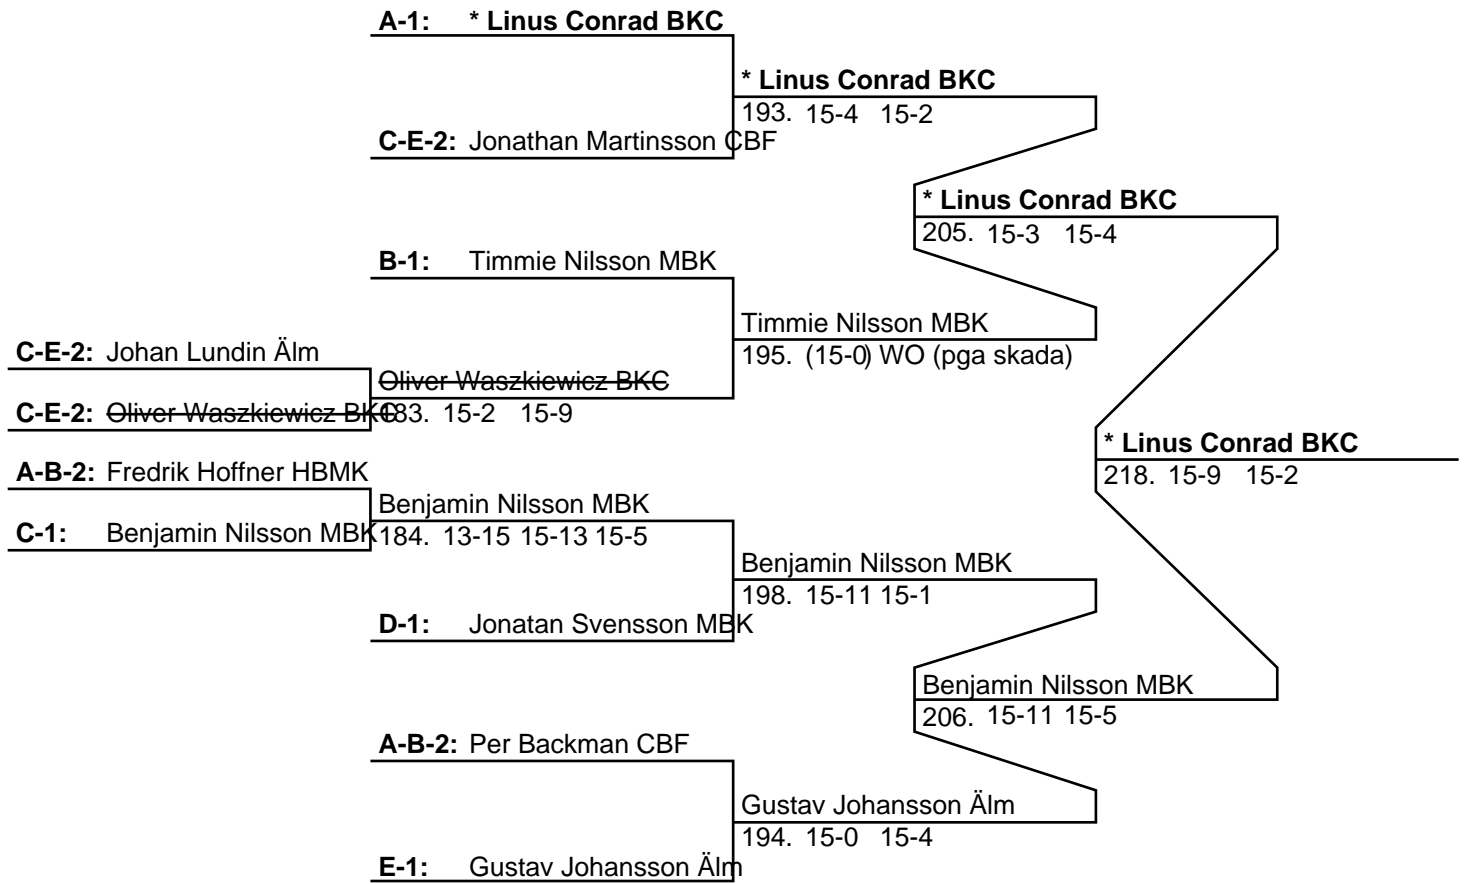 A-1: * Linus Conrad BKC
* Linus Conrad BKC
193. 15-4 15-2
C-E-2: Jonathan Martinsson CBF
* Linus Conrad BKC
205. 15-3 15-4
B-1: Timmie Nilsson MBK
Timmie Nilsson MBK
195. (15-0) WO (pga skada)
C-E-2: Johan Lundin Älm
Oliver Waszkiewicz BKC
C-E-2: Oliver Waszkiewicz BKC
183. 15-2 15-9
* Linus Conrad BKC
218. 15-9 15-2
A-B-2: Fredrik Hoffner HBMK
Benjamin Nilsson MBK
C-1: Benjamin Nilsson MBK
184. 13-15 15-13 15-5
Benjamin Nilsson MBK
198. 15-11 15-1
D-1: Jonatan Svensson MBK
Benjamin Nilsson MBK
206. 15-11 15-5
A-B-2: Per Backman CBF
Gustav Johansson Älm
194. 15-0 15-4
E-1: Gustav Johansson Älm